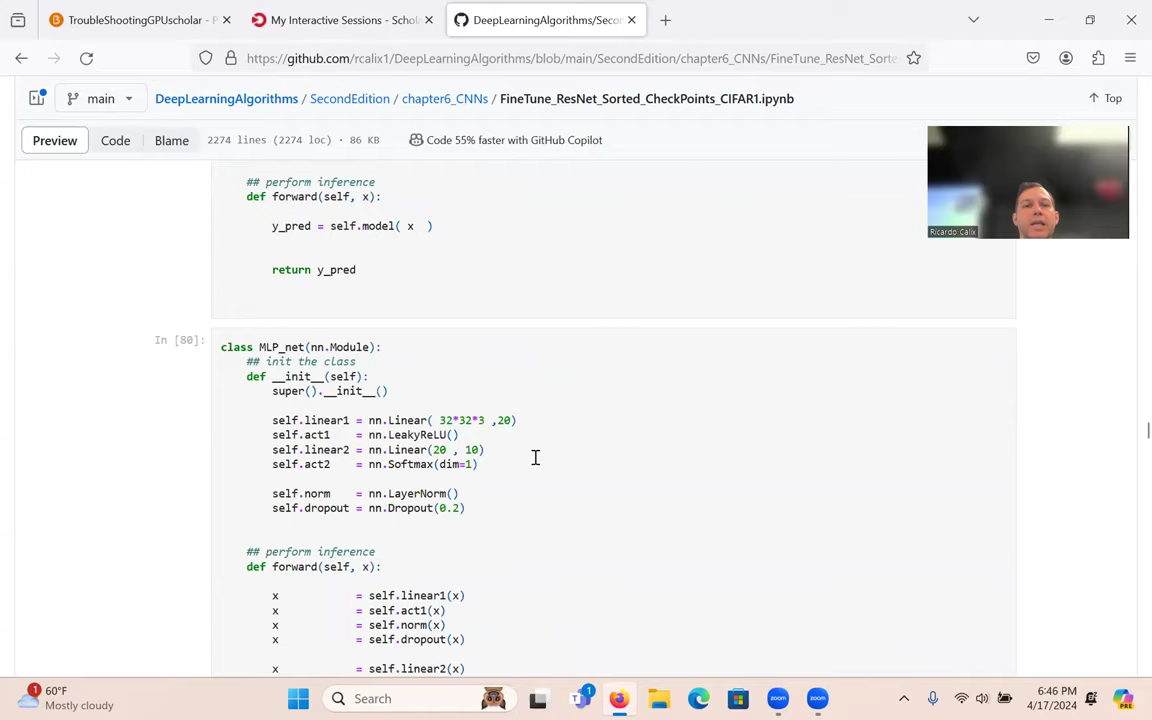 TroubleShootingGPUscholar - P
My Interactive Sessions - Schol
DeepLearningAlgorithms/Secon
https://github.com/rcalix1/DeepLearningAlgorithms/blob/main/SecondEdition/chapter6_CNNs/FineTune_ResNet_Sorte
main
DeepLearningAlgorithms / SecondEdition / chapter6_CNNs / FineTune_ResNet_Sorted_CheckPoints_CIFAR1.ipynb
Top
Preview
Code
Blame
2274 lines (2274 loc) · 86 KB
Code 55% faster with GitHub Copilot
## perform inference
def forward(self, x):
y_pred = self.model( x  )
return y_pred
Ricardo Calix
In [80]:
class MLP_net(nn.Module):
## init the class
def __init__(self):
super().__init__()
self.linear1 = nn.Linear( 32*32*3 ,20)
self.act1    = nn.LeakyReLU()
self.linear2 = nn.Linear(20 , 10)
self.act2    = nn.Softmax(dim=1)
self.norm    = nn.LayerNorm()
self.dropout = nn.Dropout(0.2)
## perform inference
def forward(self, x):
x            = self.linear1(x)
x            = self.act1(x)
x            = self.norm(x)
x            = self.dropout(x)
x            = self.linear2(x)
1
60°F
Mostly cloudy
Search
1
6:46 PM
4/17/2024
PRE